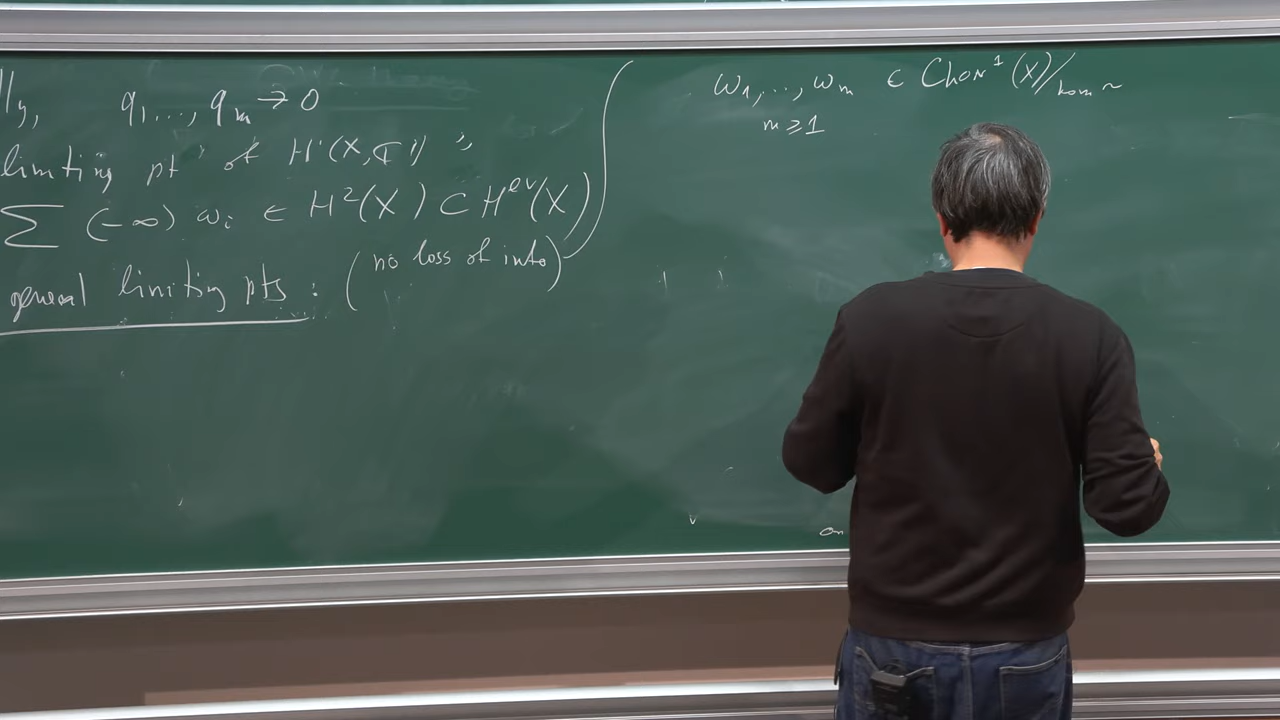 lly, q₁..., qₘ → 0
limiting pt " of H'(X, ℂ'))";
∑ (-∞) ωᵢ ∈ H²(X) ⊂ Hᵉᵛ(X)
general limiting pts : (no loss of info)
ω₁,...,ωₘ ∈ Chow¹(X)/hom~
m ⩾ 1